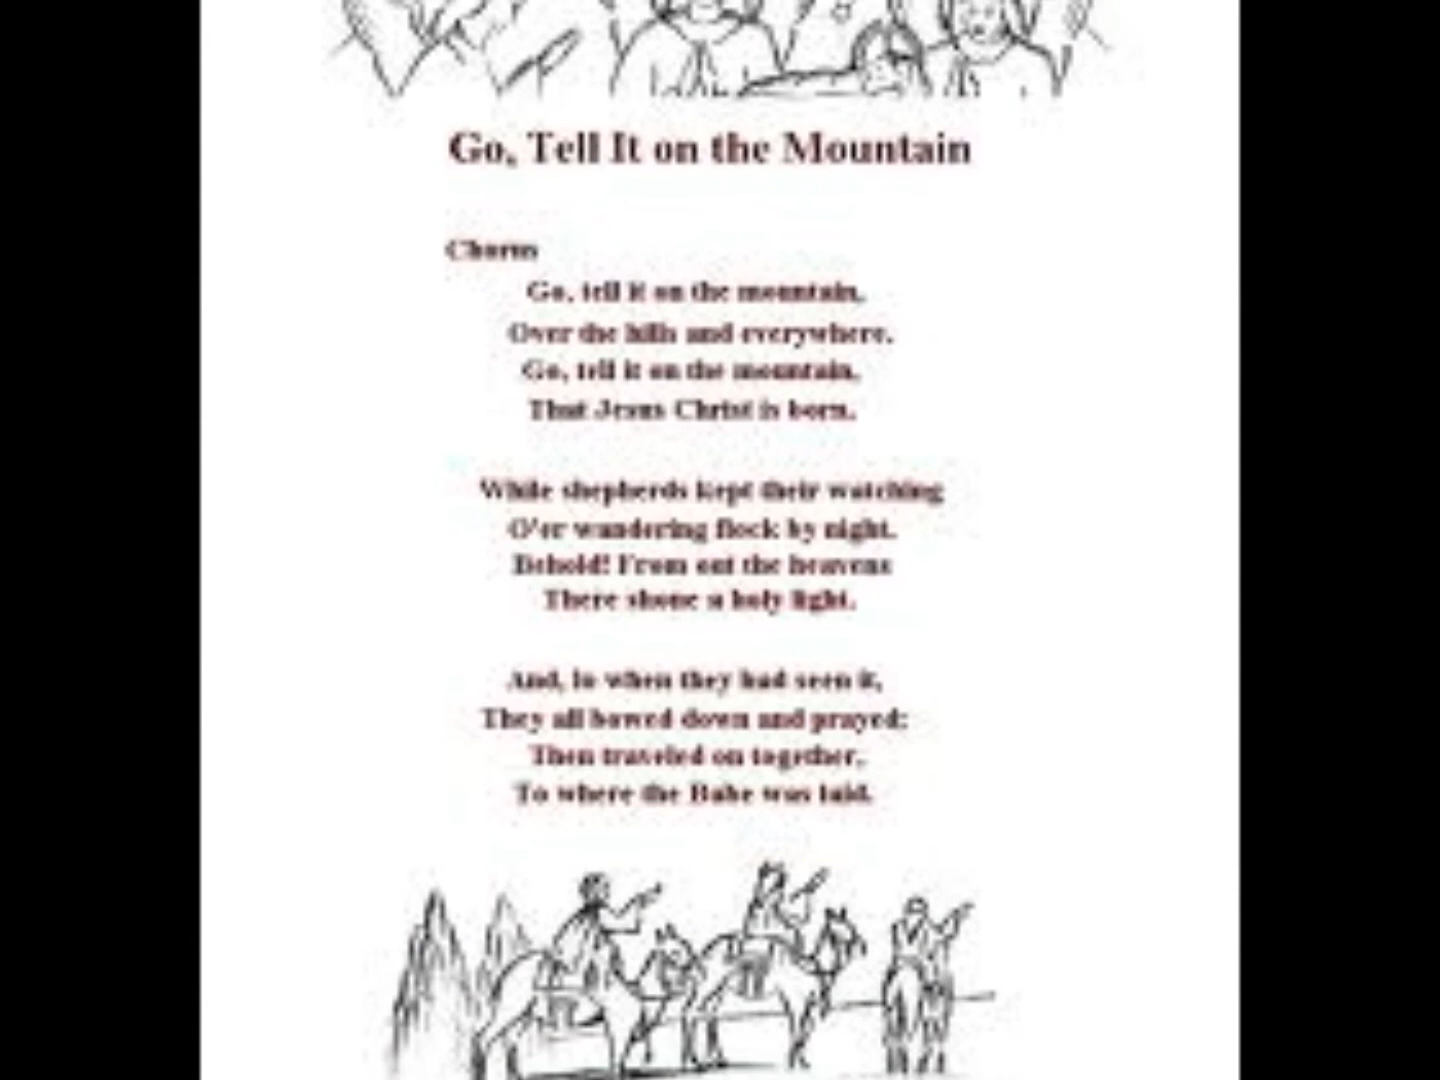 Go, Tell It on the Mountain
Chorus
Go, tell it on the mountain,
Over the hills and everywhere.
Go, tell it on the mountain,
That Jesus Christ is born.
While shepherds kept their watching
O'er wandering flock by night.
Behold! From out the heavens
There shone a holy light.
And, lo when they had seen it,
They all bowed down and prayed;
Then traveled on together,
To where the Babe was laid.